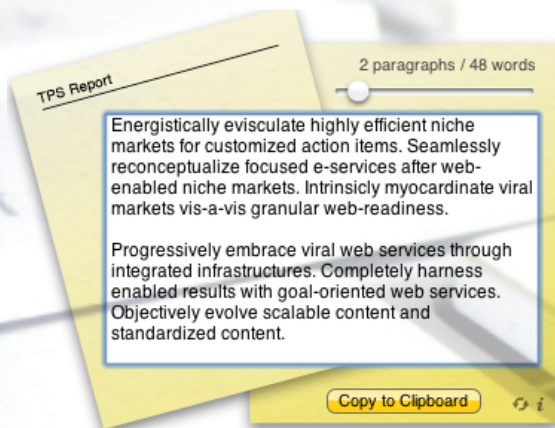 TPS Report
2 paragraphs / 48 words
Energistically evisculate highly efficient niche
markets for customized action items. Seamlessly
reconceptualize focused e-services after web-
enabled niche markets. Intrinsicly myocardinate viral
markets vis-a-vis granular web-readiness.
Progressively embrace viral web services through
integrated infrastructures. Completely harness
enabled results with goal-oriented web services.
Objectively evolve scalable content and
standardized content.
Copy to Clipboard
i